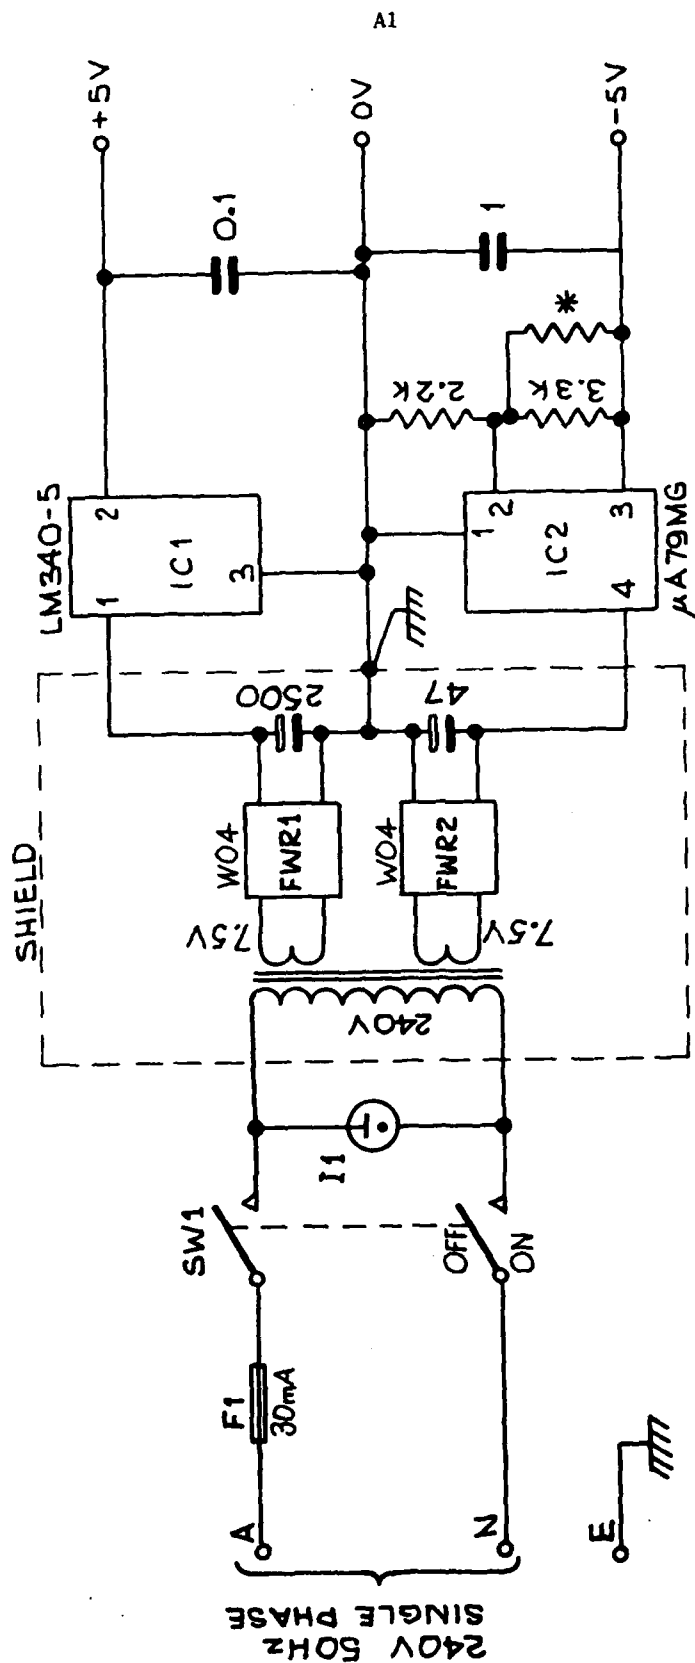 A1
240V 50Hz
SINGLE PHASE
A
N
E
F1
30mA
SW1
OFF
ON
I1
SHIELD
240V
7.5V
7.5V
W04
FWR1
W04
FWR2
2500
47
LM340-5
1
2
IC1
3
1
2
IC2
4
3
μA79MG
2.2K
3.3K
*
0.1
1
+5V
0V
-5V